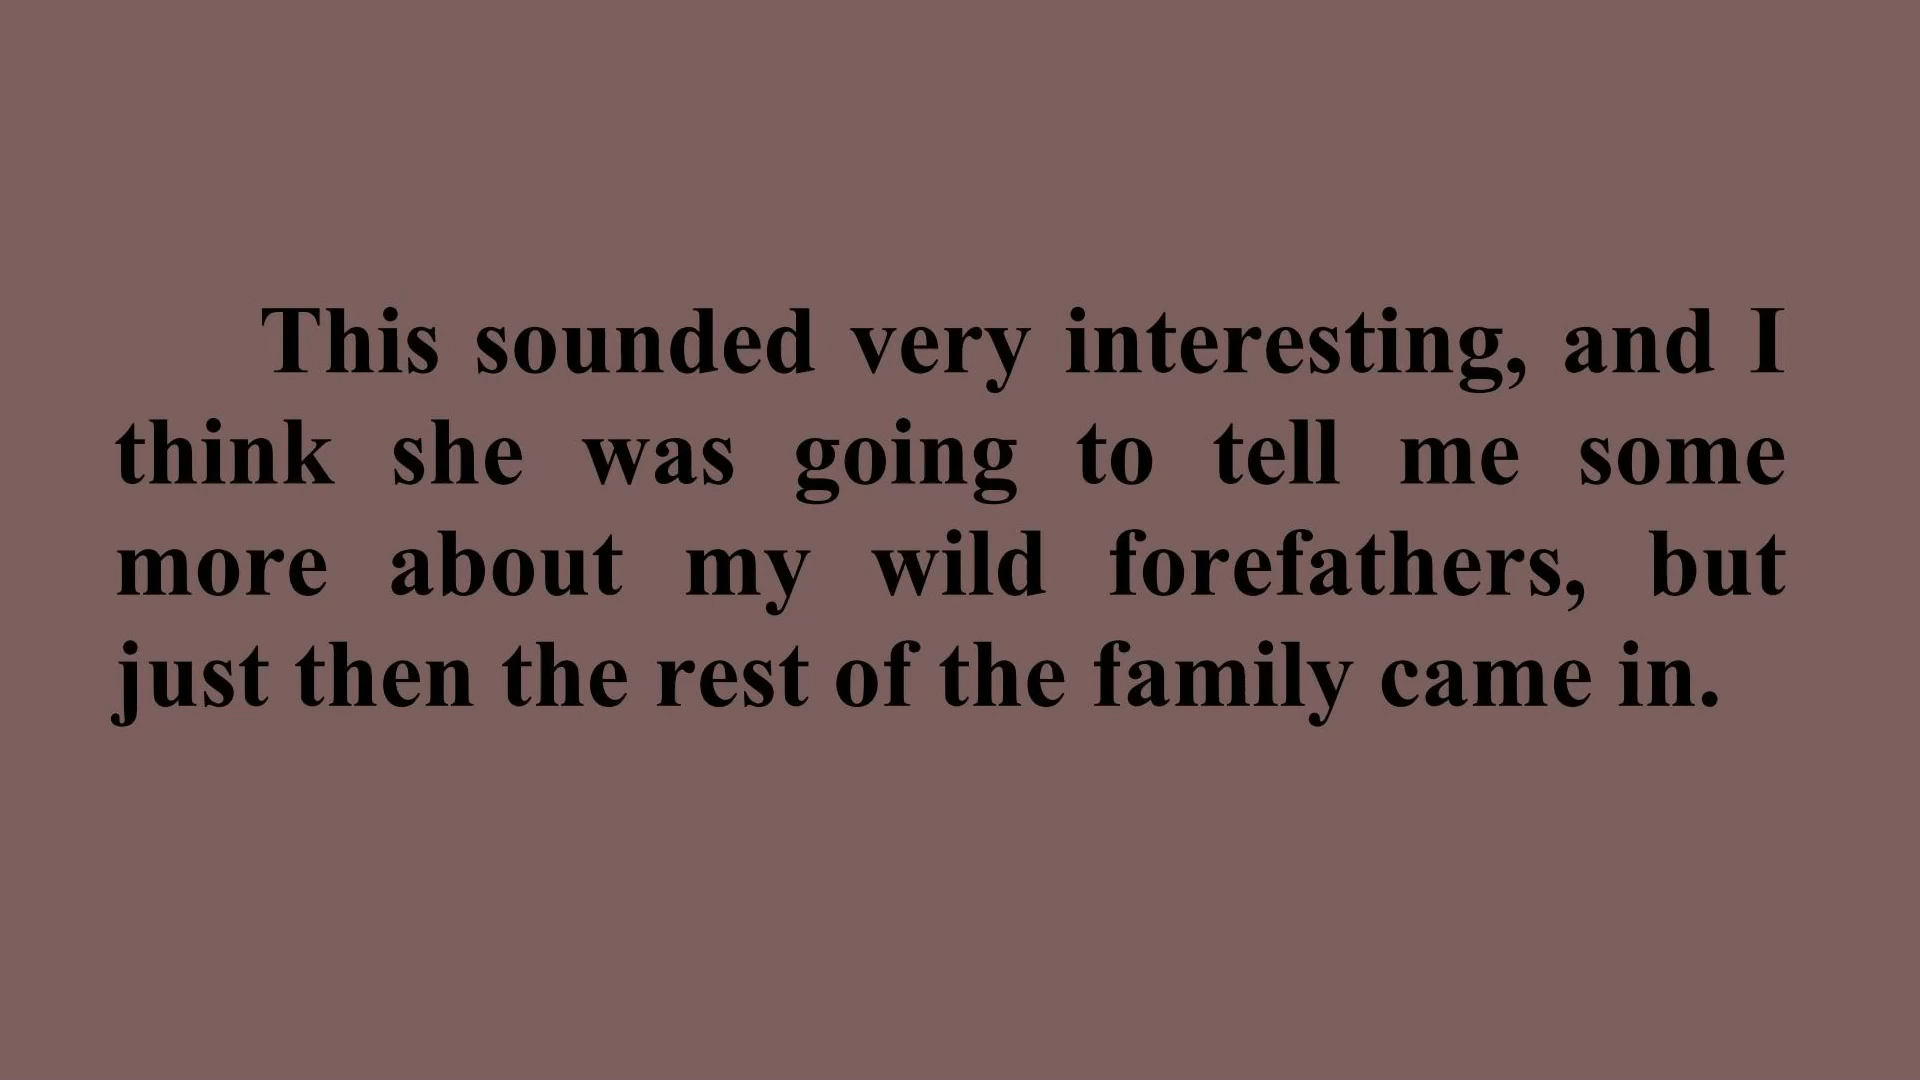 This sounded very interesting, and I
think she was going to tell me some
more about my wild forefathers, but
just then the rest of the family came in.